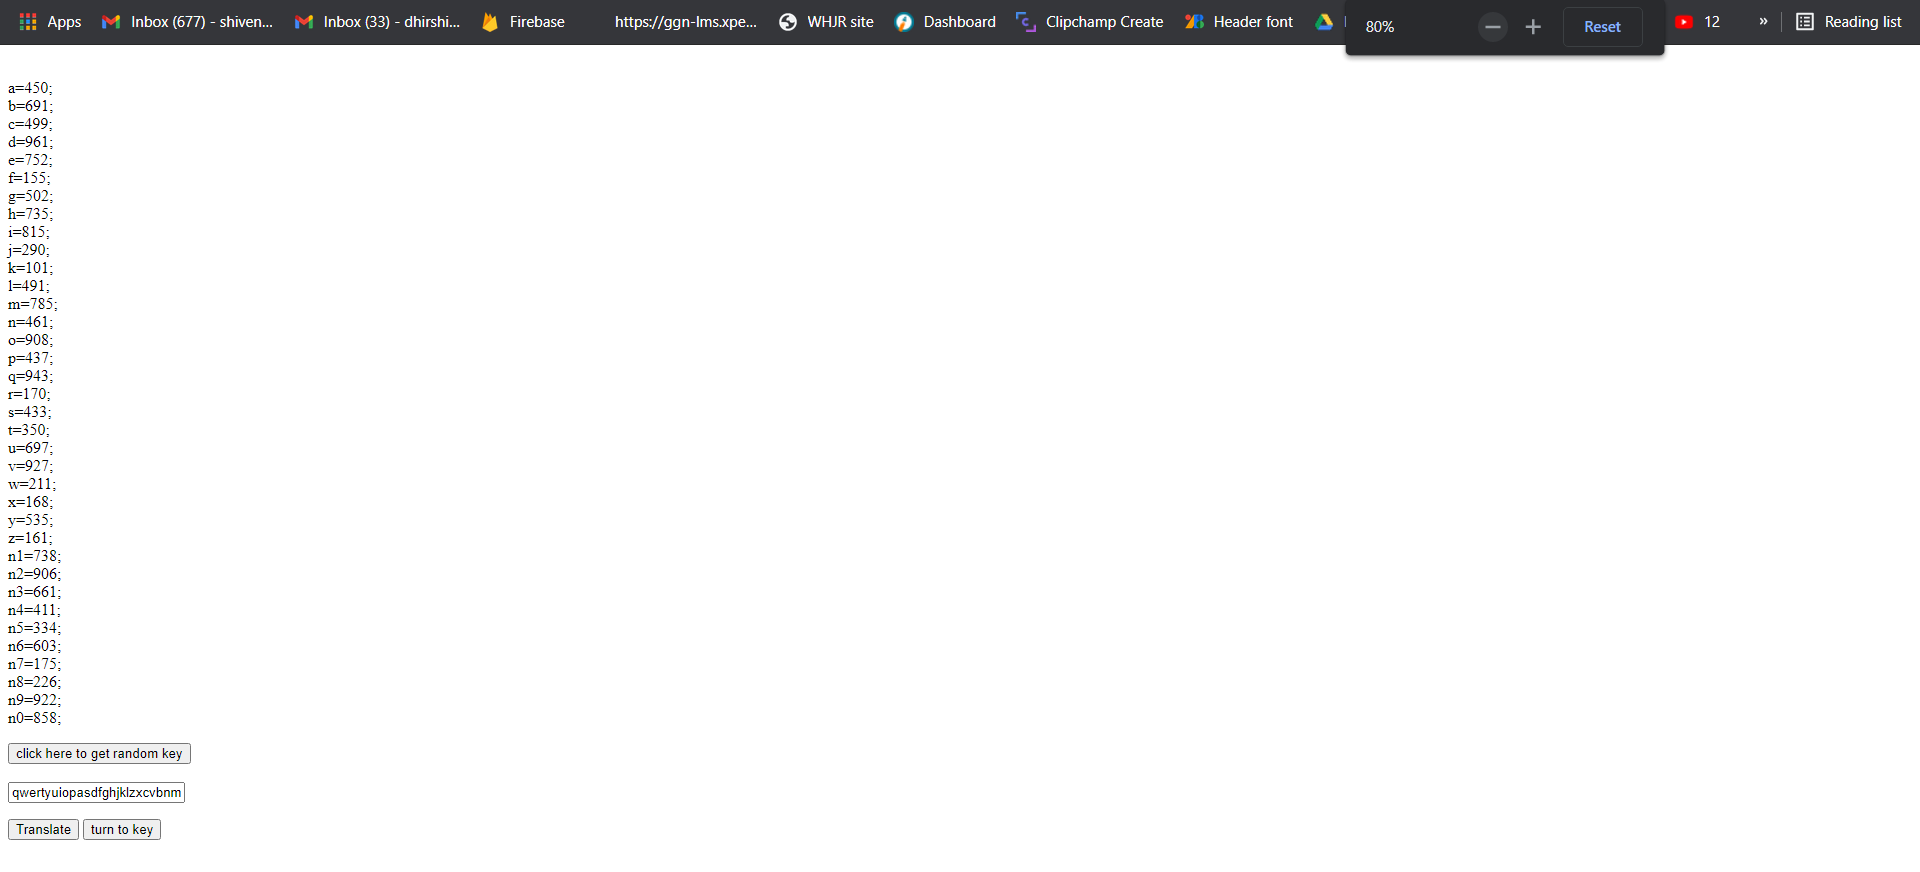 Apps Inbox (677) - shiven... Inbox (33) - dhirshi... Firebase https://ggn-lms.xpe... WHJR site Dashboard Clipchamp Create Header font 80% Reset 12 » Reading list
a=450;
b=691;
c=499;
d=961;
e=752;
f=155;
g=502;
h=735;
i=815;
j=290;
k=101;
l=491;
m=785;
n=461;
o=908;
p=437;
q=943;
r=170;
s=433;
t=350;
u=697;
v=927;
w=211;
x=168;
y=535;
z=161;
n1=738;
n2=906;
n3=661;
n4=411;
n5=334;
n6=603;
n7=175;
n8=226;
n9=922;
n0=858;
click here to get random key
qwertyuiopasdfghjklzxcvbnm
Translate turn to key